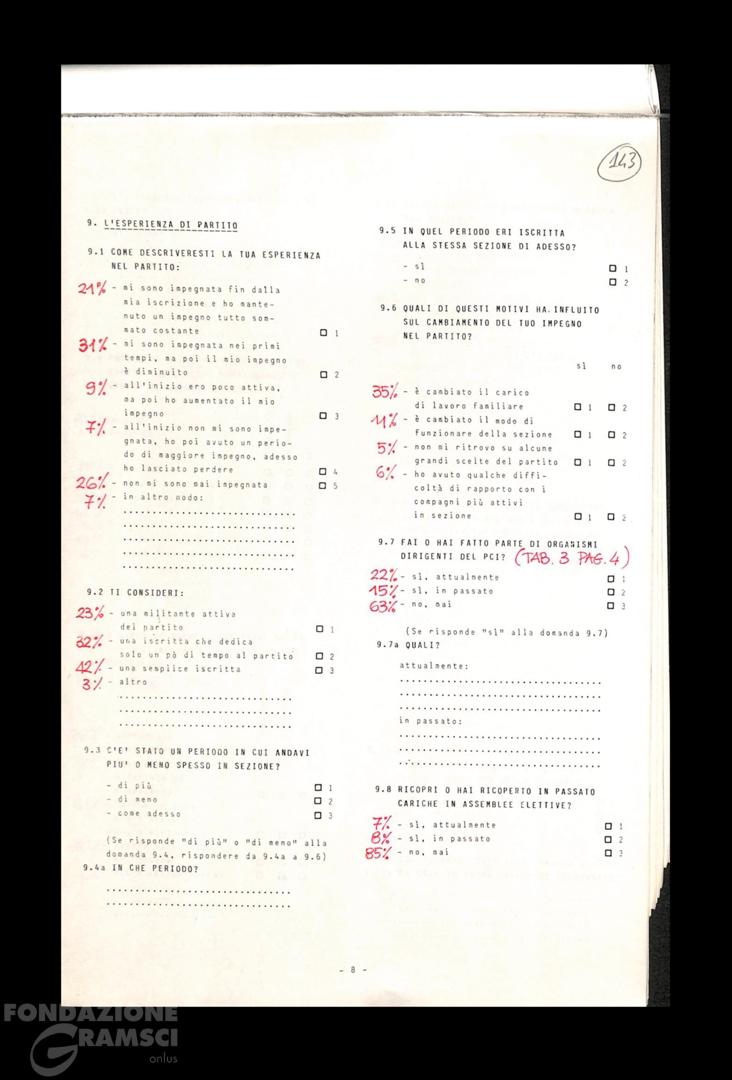 143
9. L'ESPERIENZA DI PARTITO
9.1 COME DESCRIVERESTI LA TUA ESPERIENZA
NEL PARTITO:
21% - mi sono impegnata fin dalla
mia iscrizione e ho mante-
nuto un impegno tutto som-
mato costante □ 1
31% - mi sono impegnata nei primi
tempi, ma poi il mio impegno
è diminuito □ 2
9% - all'inizio ero poco attiva,
ma poi ho aumentato il mio
impegno □ 3
7% - all'inizio non mi sono impe-
gnata, ho poi avuto un perio-
do di maggiore impegno, adesso
ho lasciato perdere □ 4
26% - non mi sono mai impegnata □ 5
7% - in altro modo:
..............................
..............................
..............................
..............................
..............................
9.2 TI CONSIDERI:
23% - una militante attiva
del partito □ 1
32% - una iscritta che dedica
solo un pò di tempo al partito □ 2
42% - una semplice iscritta □ 3
3% - altro
..............................
..............................
..............................
9.3 C'E' STATO UN PERIODO IN CUI ANDAVI
PIU' O MENO SPESSO IN SEZIONE?
- di più □ 1
- di meno □ 2
- come adesso □ 3
(Se risponde "di più" o "di meno" alla
domanda 9.4, rispondere da 9.4a a 9.6)
9.4a IN CHE PERIODO?
................................
................................
9.5 IN QUEL PERIODO ERI ISCRITTA
ALLA STESSA SEZIONE DI ADESSO?
- sì □ 1
- no □ 2
9.6 QUALI DI QUESTI MOTIVI HA INFLUITO
SUL CAMBIAMENTO DEL TUO IMPEGNO
NEL PARTITO?
sì no
35% - è cambiato il carico
di lavoro familiare □ 1 □ 2
11% - è cambiato il modo di
funzionare della sezione □ 1 □ 2
5% - non mi ritrovo su alcune
grandi scelte del partito □ 1 □ 2
6% - ho avuto qualche diffi-
coltà di rapporto con i
compagni più attivi
in sezione □ 1 □ 2
9.7 FAI O HAI FATTO PARTE DI ORGANISMI
DIRIGENTI DEL PCI? (TAB. 3 PAG. 4)
22% - sì, attualmente □ 1
15% - sì, in passato □ 2
63% - no, mai □ 3
(Se risponde "sì" alla domanda 9.7)
9.7a QUALI?
attualmente:
..................................
..................................
..................................
in passato:
..................................
..................................
..................................
9.8 RICOPRI O HAI RICOPERTO IN PASSATO
CARICHE IN ASSEMBLEE ELETTIVE?
7% - sì, attualmente □ 1
8% - sì, in passato □ 2
85% - no, mai □ 3
- 8 -
FONDAZIONE
GRAMSCI
onlus